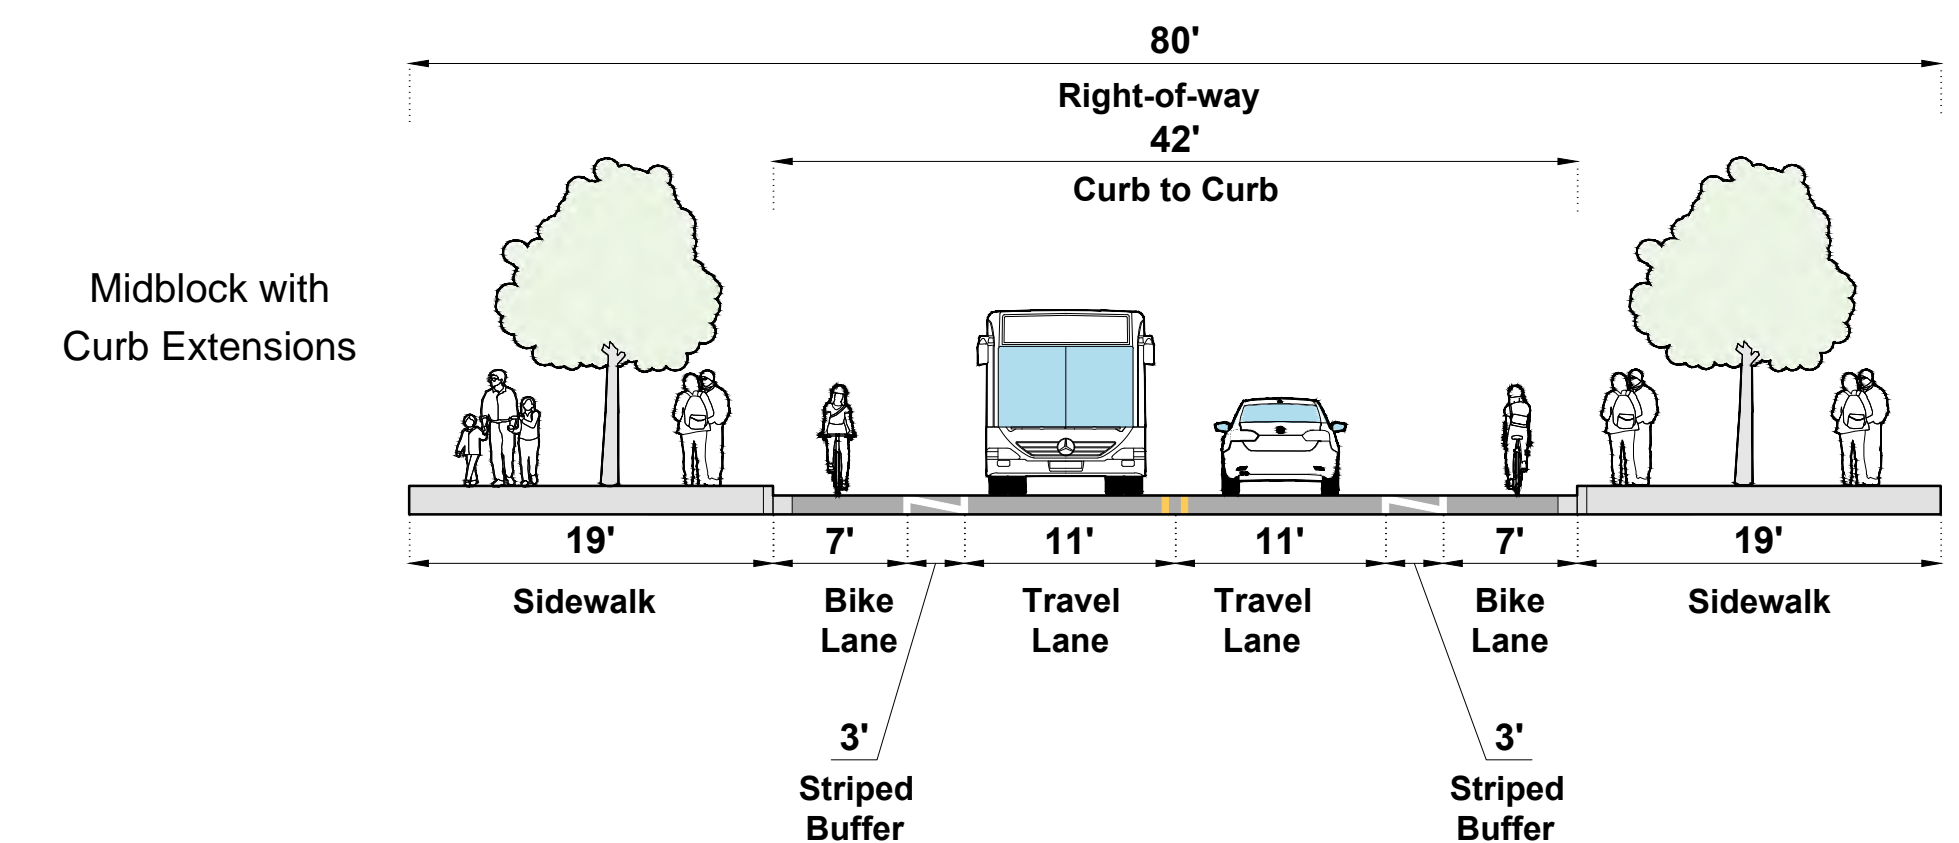 80'
Right-of-way
42'
Curb to Curb
Midblock with
Curb Extensions
19' 7' 11' 11' 7' 19'
Sidewalk Bike Travel Travel Bike Sidewalk
Lane Lane Lane Lane
3' 3'
Striped Striped
Buffer Buffer